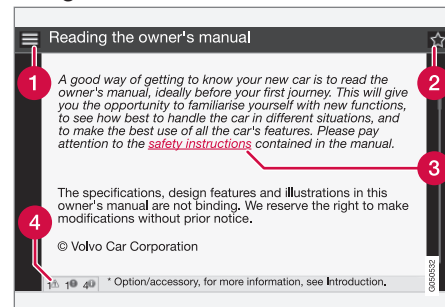 Reading the owner's manual
1
2
A good way of getting to know your new car is to read the
owner's manual, ideally before your first journey. This will give
you the opportunity to familiarise yourself with new functions,
to see how best to handle the car in different situations, and
to make the best use of all the car's features. Please pay
attention to the safety instructions contained in the manual.
3
The specifications, design features and illustrations in this
owner's manual are not binding. We reserve the right to make
modifications without prior notice.
4
© Volvo Car Corporation
1 1 4 * Option/accessory, for more information, see Introduction.
G050532